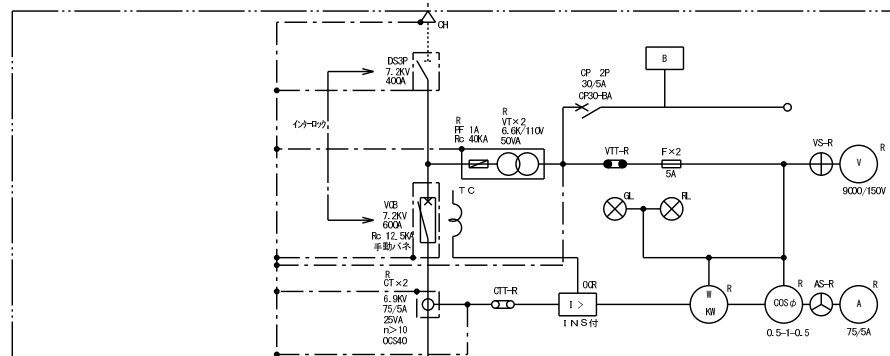 CH
DS3P
7.2KV
400A
インターロック
CP 2P
30/5A
CP30-BA
B
R
PF 1A
Rc 40KA
R
VT×2
6.6K/110V
50VA
VTT-R
F×2
5A
VS-R
R
V
9000/150V
VCB
7.2KV
600A
Rc 12.5KA
手動バネ
TC
GL
RL
R
CT×2
6.9KV
75/5A
25VA
n>10
OCS40
CTT-R
OCR
I >
INS付
W
KW
R
COSφ
R
0.5-1-0.5
AS-R
R
A
75/5A